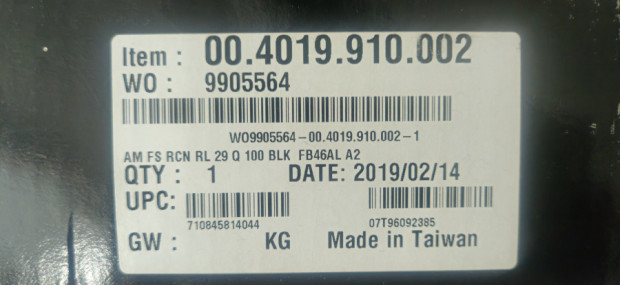 Item : 00.4019.910.002
WO : 9905564
WO9905564-00.4019.910.002-1
AM FS RCN RL 29 Q 100 BLK FB46AL A2
QTY : 1 DATE: 2019/02/14
UPC:
710845814044 07T96092385
GW : KG Made in Taiwan